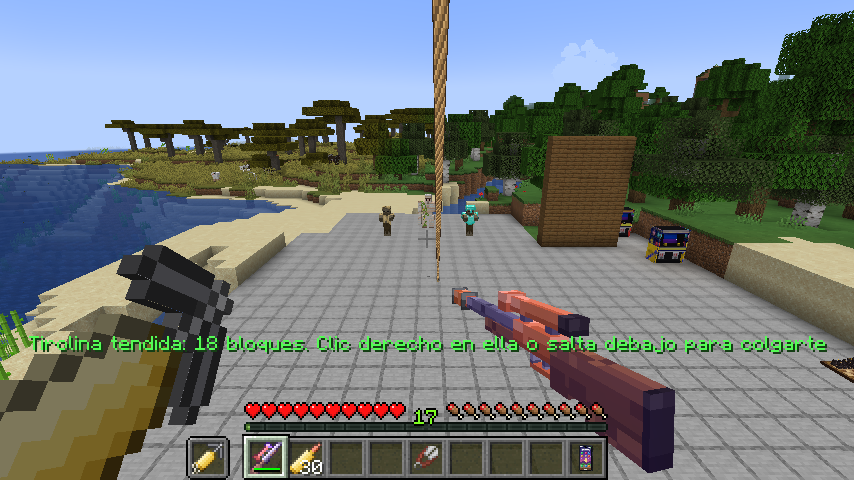 Tirolina tendida: 18 bloques. Clic derecho en ella o salta debajo para colgarte
17
30